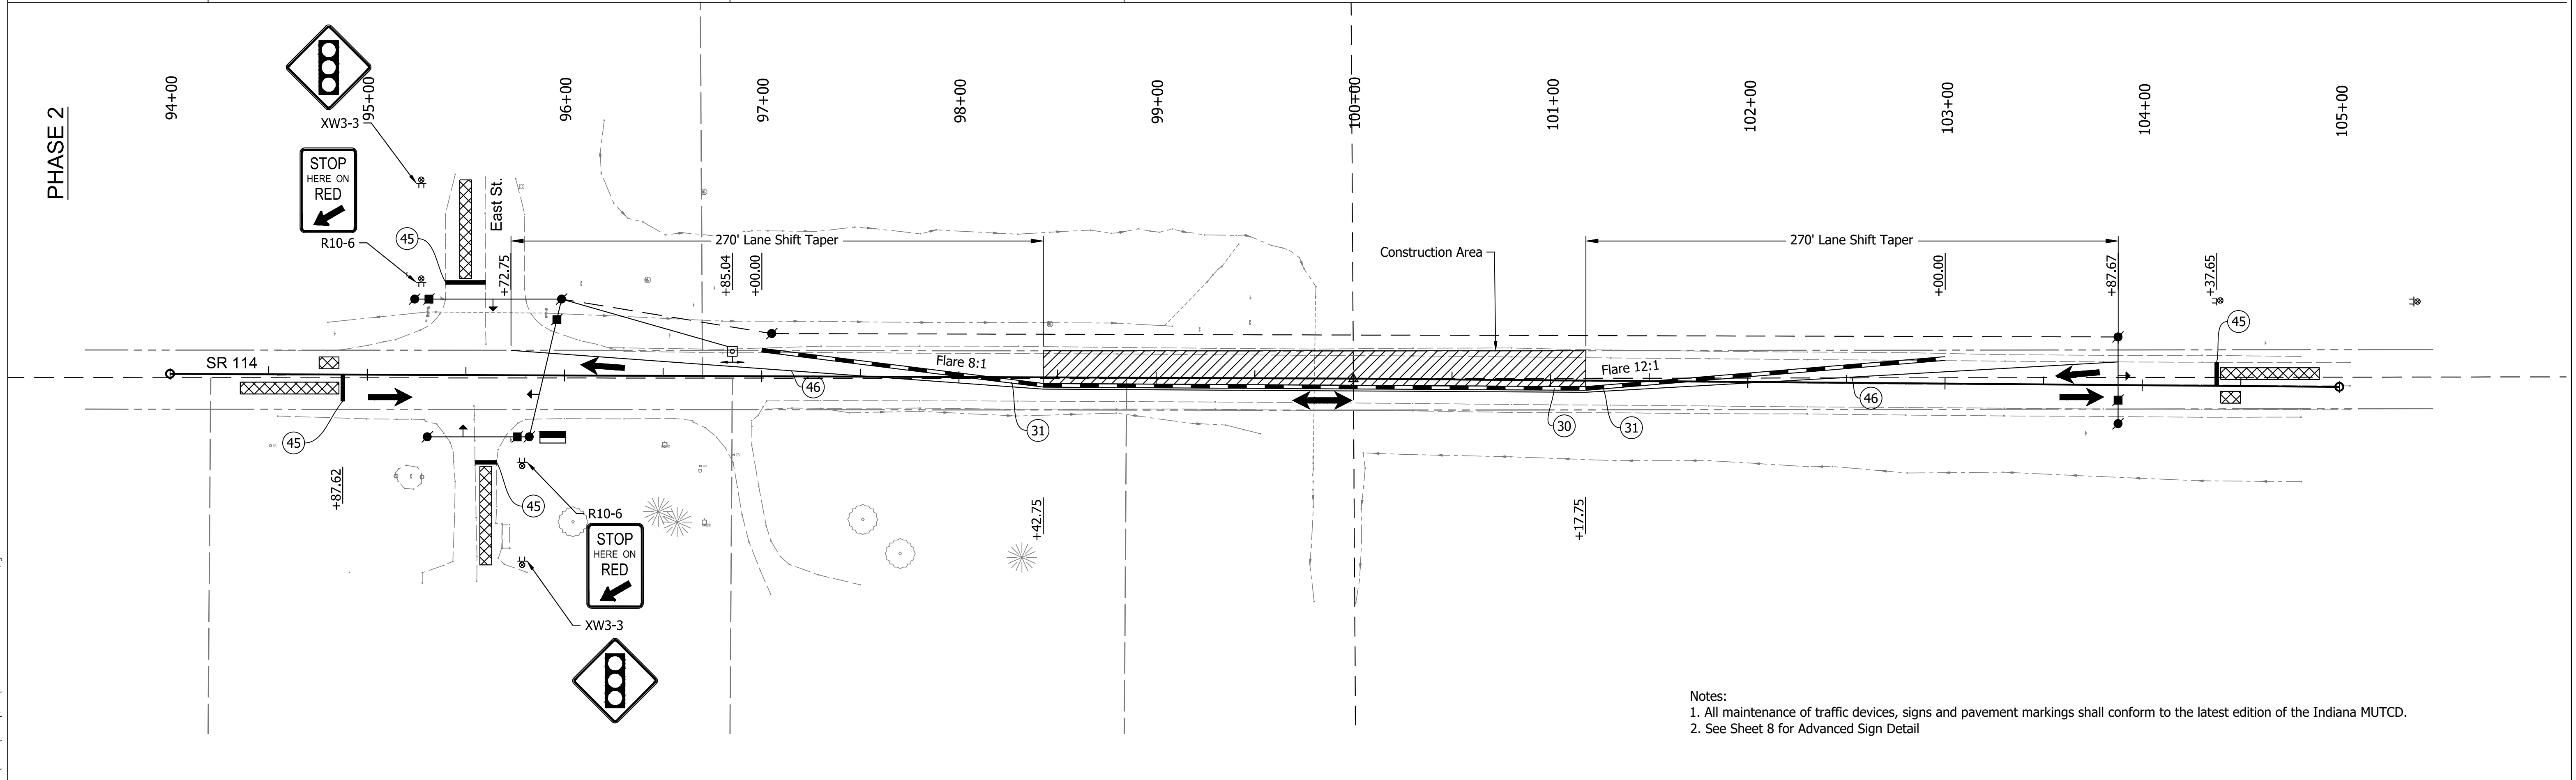 PHASE 2
94+00
95+00
96+00
97+00
98+00
99+00
100+00
101+00
102+00
103+00
104+00
105+00
XW3-3
STOP
HERE ON
RED
R10-6
45
East St.
+72.75
270' Lane Shift Taper
+85.04
+00.00
Construction Area
270' Lane Shift Taper
+00.00
+87.67
+37.65
45
SR 114
Flare 8:1
Flare 12:1
46
46
31
30
31
45
+87.62
45
R10-6
STOP
HERE ON
RED
XW3-3
+42.75
+17.75
Notes:
1. All maintenance of traffic devices, signs and pavement markings shall conform to the latest edition of the Indiana MUTCD.
2. See Sheet 8 for Advanced Sign Detail